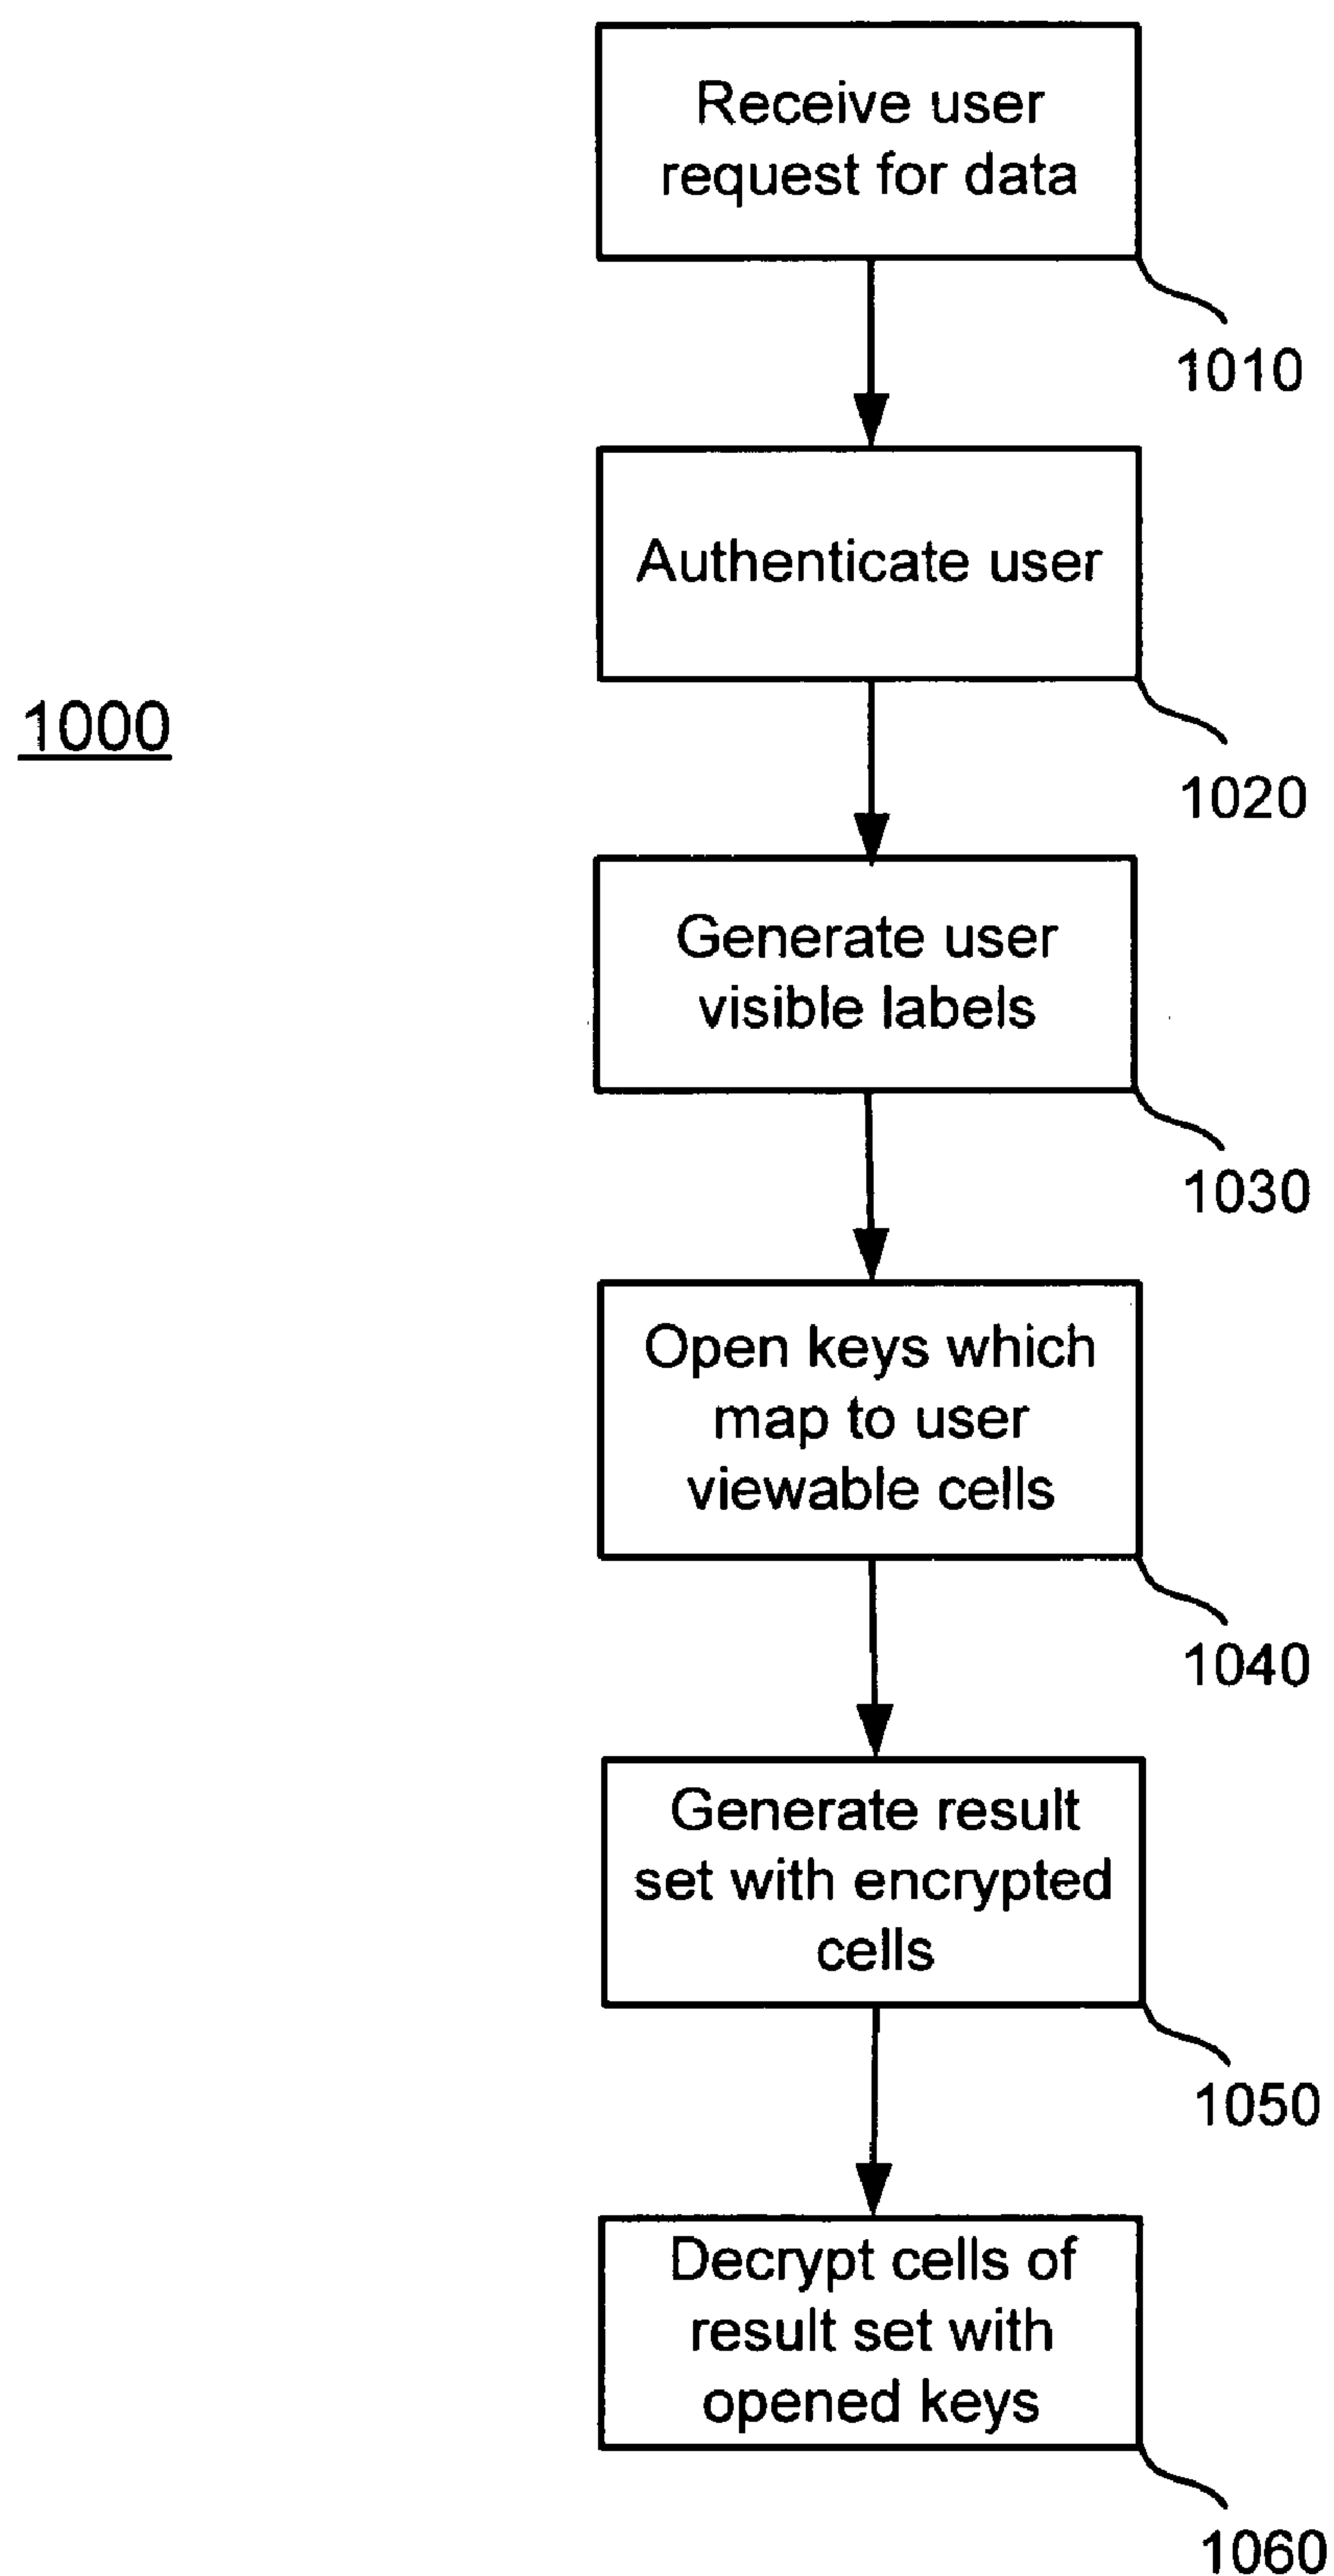 Receive user
request for data
1010
Authenticate user
1000
1020
Generate user
visible labels
1030
Open keys which
map to user
viewable cells
1040
Generate result
set with encrypted
cells
1050
Decrypt cells of
result set with
opened keys
1060